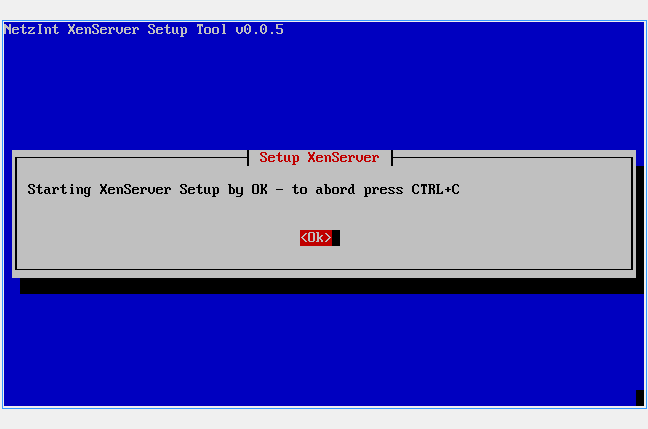 NetzInt XenServer Setup Tool v0.0.5
Setup XenServer
Starting XenServer Setup by OK - to abord press CTRL+C
<Ok>